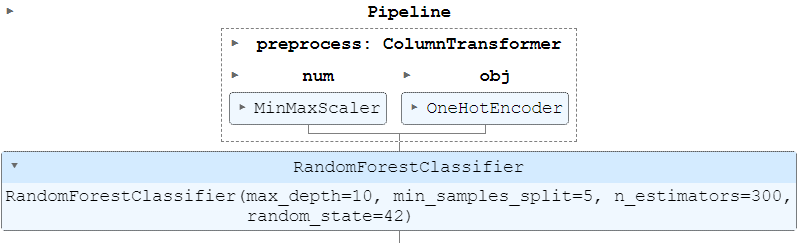 Pipeline
preprocess: ColumnTransformer
num obj
MinMaxScaler OneHotEncoder
RandomForestClassifier
RandomForestClassifier(max_depth=10, min_samples_split=5, n_estimators=300,
random_state=42)